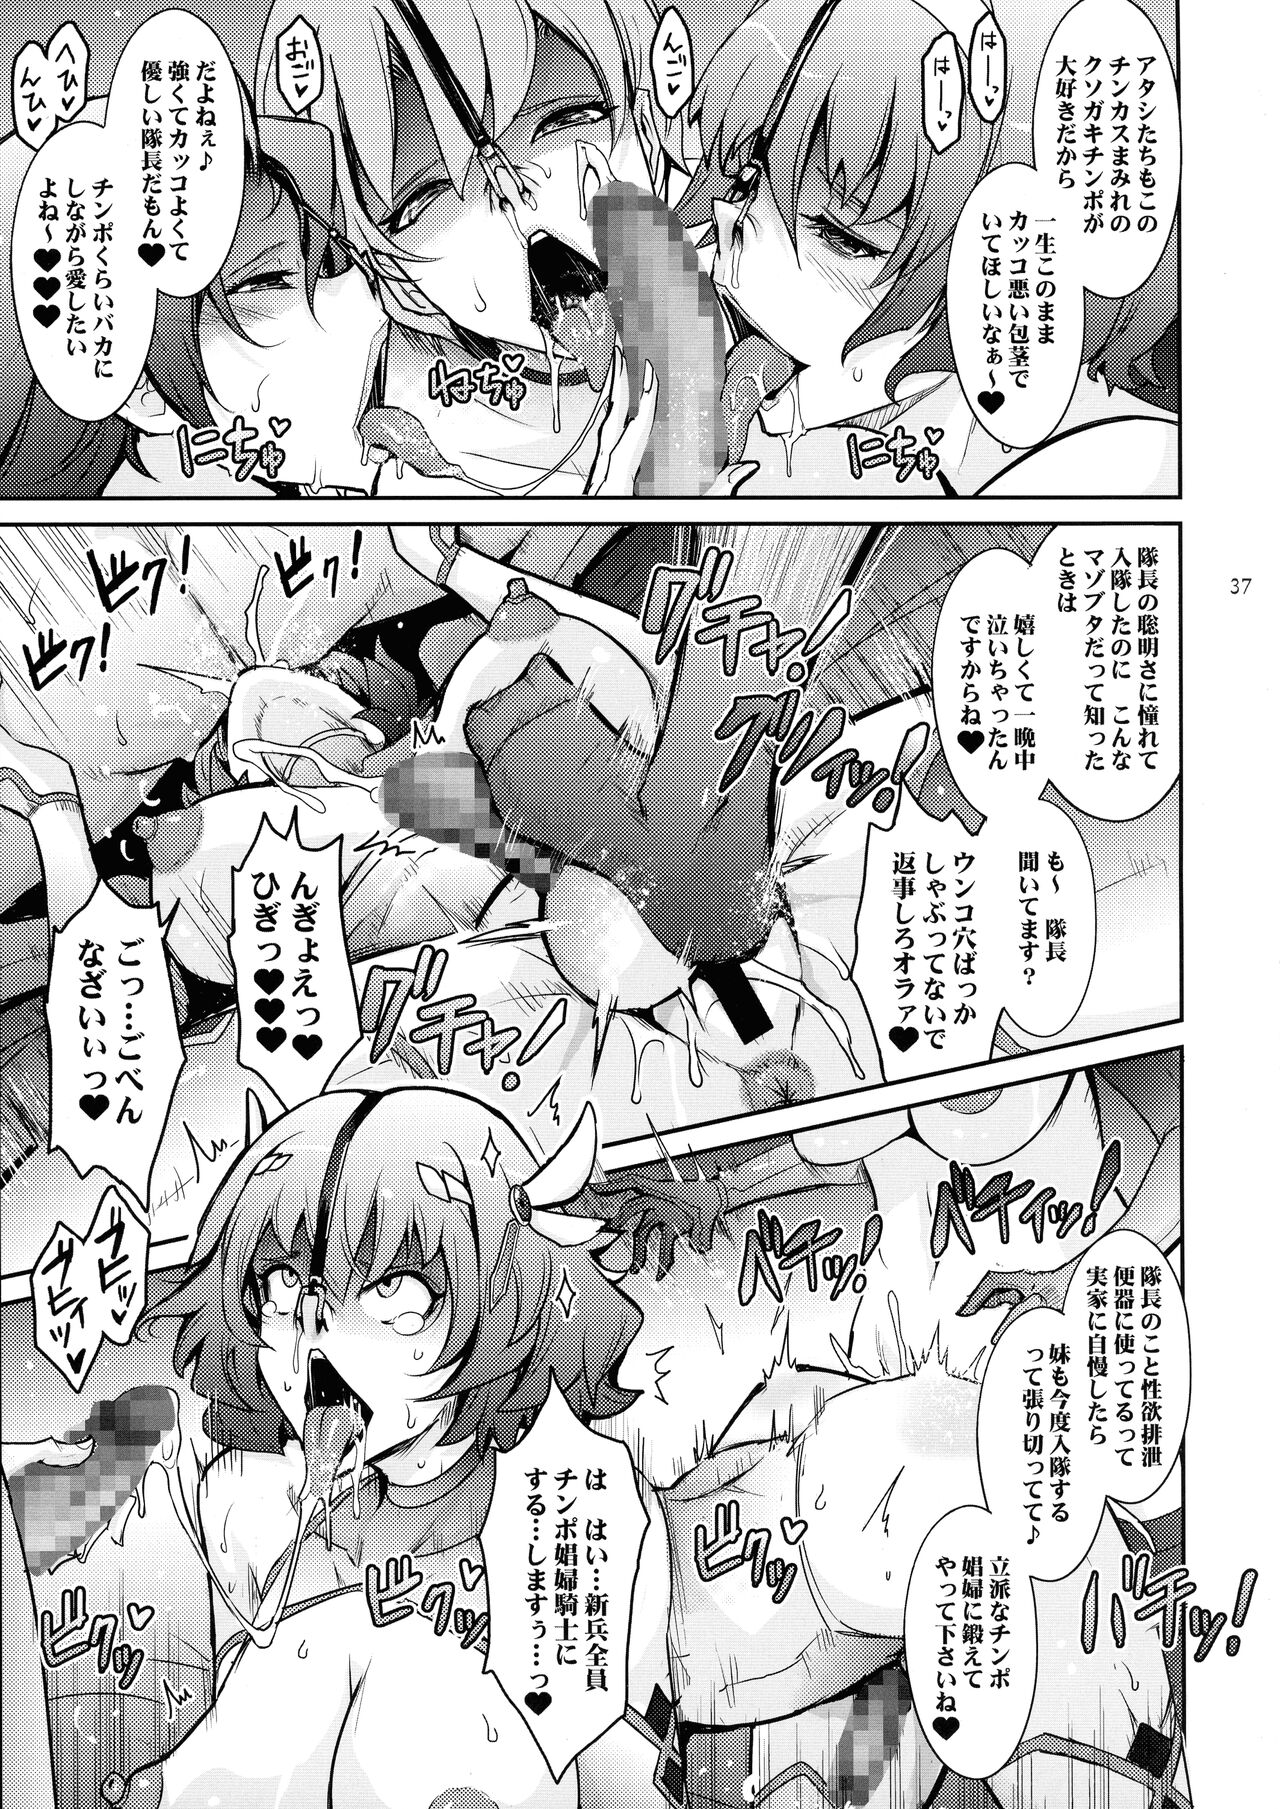 アタシたちもこの
チンカスまみれの
クソガキチンポが
大好きだから
一生このまま
カッコ悪い包茎で
いてほしいなぁ～♥
はーっ♡
はーっ♡
んごっ♡
おごっ♡
だよねぇ♪
強くてカッコよくて
優しい隊長だもん♥
チンポくらいバカに
しながら愛したい
よね～♥♥♥
へひっ♡
んひっ♡
にちゅ♡
ねちゅ♡
にちゅ♡
37
隊長の聡明さに憧れて
入隊したのに こんな
マゾブタだって知った
ときは
嬉しくて一晩中
泣いちゃったん
ですからね♥
も～ 隊長
聞いてます？
ウンコ穴ばっか
しゃぶってないで
返事しろオラァ♥
グチャッ!
グリィッ!
ビクッ!
ビクッ!
グチャッ!
んぎょえっ♥
ひぎっ♥♥♥
ごっ…ごべん
なざいぃっ♥
隊長のこと性欲排泄
便器に使ってるって
実家に自慢したら
妹も今度入隊する
って張り切ってて♪
立派なチンポ
娼婦に鍛えて
やって下さいね♥
バチィッ!
バチッ!
バチィッ!
ブビッ♡
ブビィッ♡
は はい…新兵全員
チンポ娼婦騎士に
する…しますぅ…っ♥
ビクッ♡
ビクッ♡
ビクッ♡